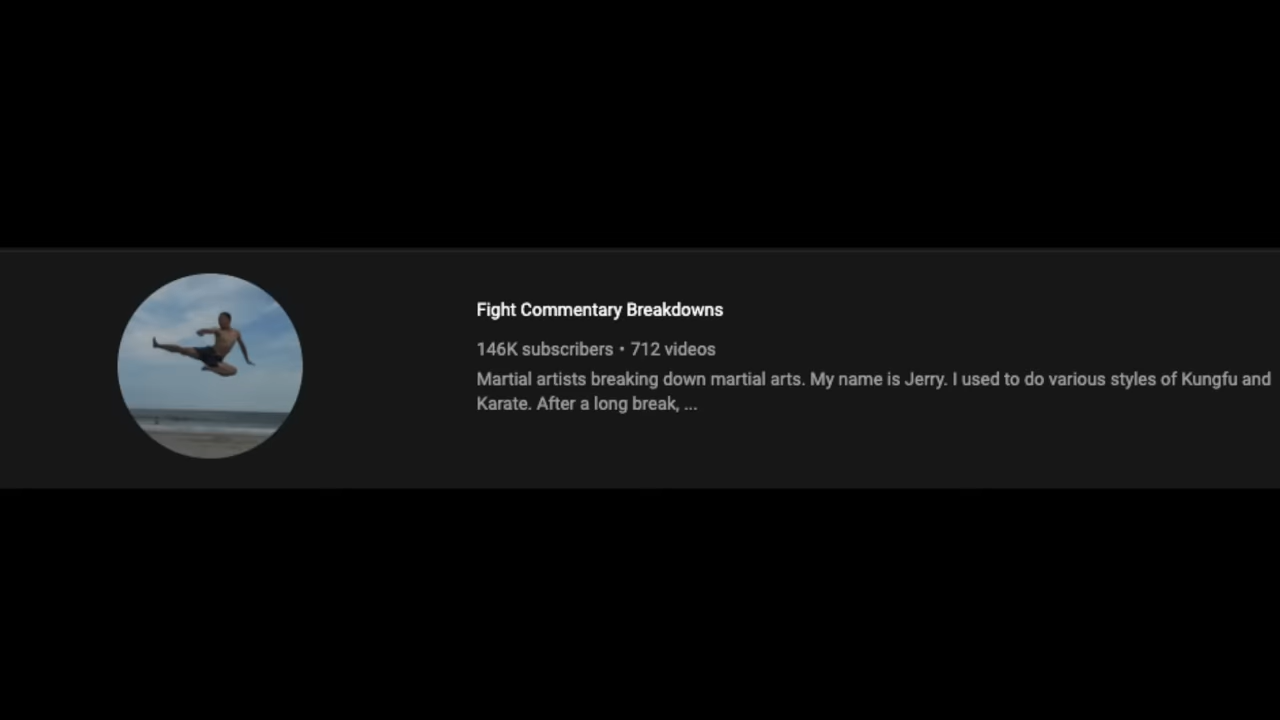 Fight Commentary Breakdowns
146K subscribers • 712 videos
Martial artists breaking down martial arts. My name is Jerry. I used to do various styles of Kungfu and
Karate. After a long break, ...